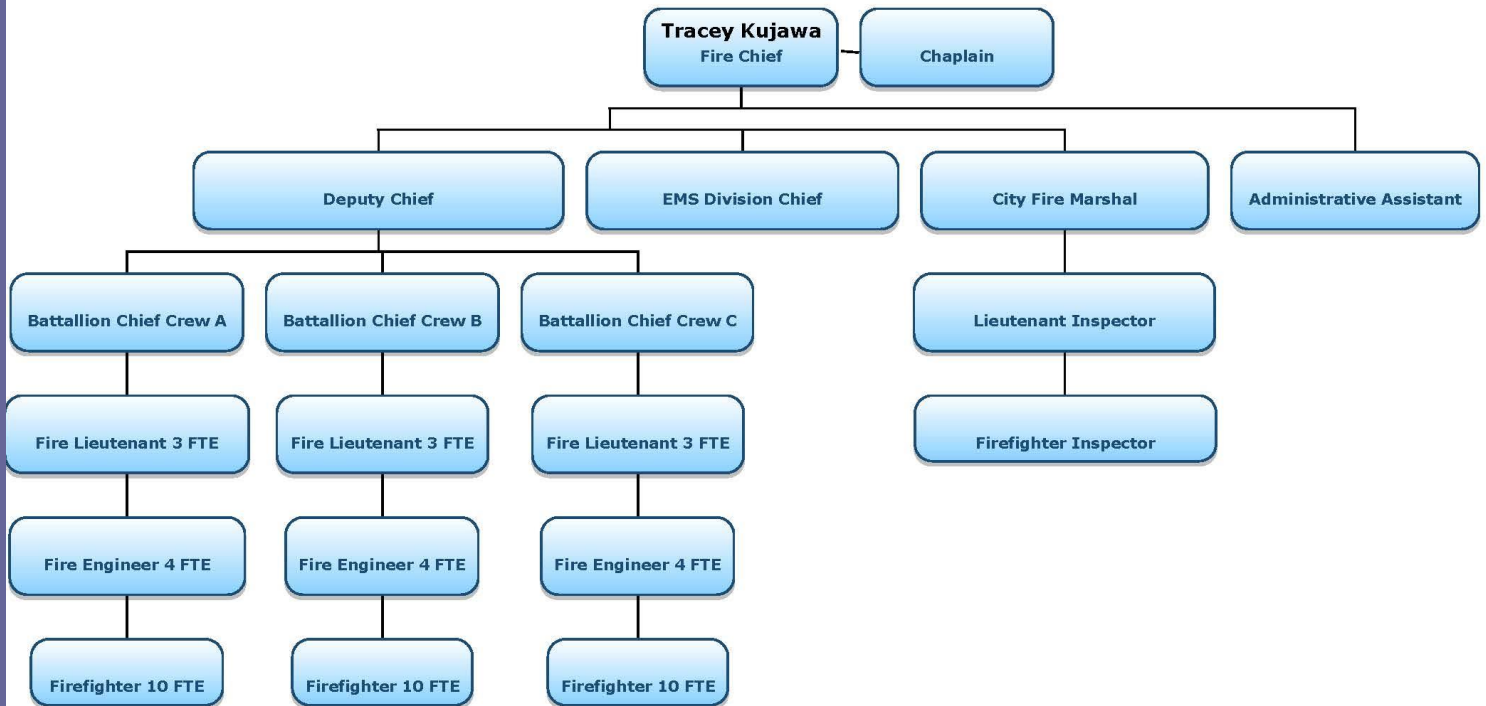 Tracey Kujawa
Fire Chief
Chaplain
Deputy Chief
EMS Division Chief
City Fire Marshal
Administrative Assistant
Battallion Chief Crew A
Battallion Chief Crew B
Battallion Chief Crew C
Lieutenant Inspector
Fire Lieutenant 3 FTE
Fire Lieutenant 3 FTE
Fire Lieutenant 3 FTE
Firefighter Inspector
Fire Engineer 4 FTE
Fire Engineer 4 FTE
Fire Engineer 4 FTE
Firefighter 10 FTE
Firefighter 10 FTE
Firefighter 10 FTE